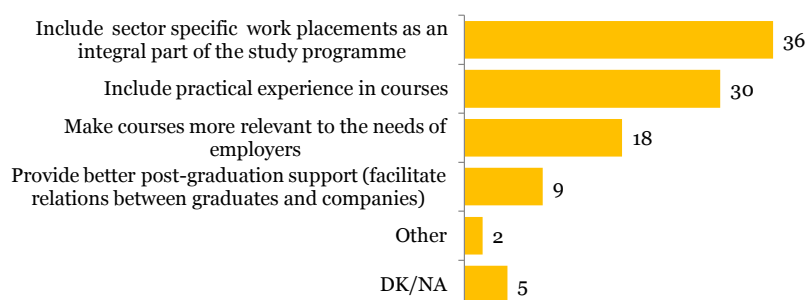 Include sector specific work placements as an
integral part of the study programme
36
Include practical experience in courses
30
Make courses more relevant to the needs of
employers
18
Provide better post-graduation support (facilitate
relations between graduates and companies)
9
Other
2
DK/NA
5